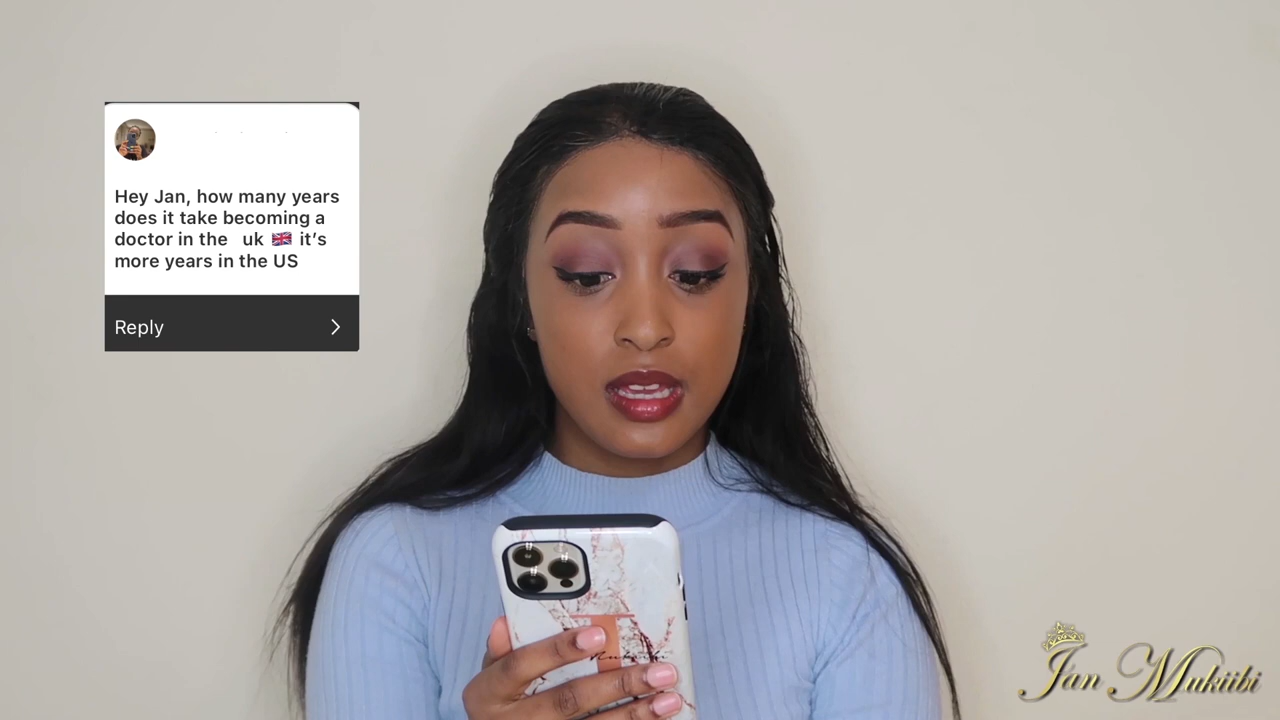 Hey Jan, how many years
does it take becoming a
doctor in the uk 🇬🇧 it's
more years in the US
Reply
Mukiibi
Jan Mukiibi